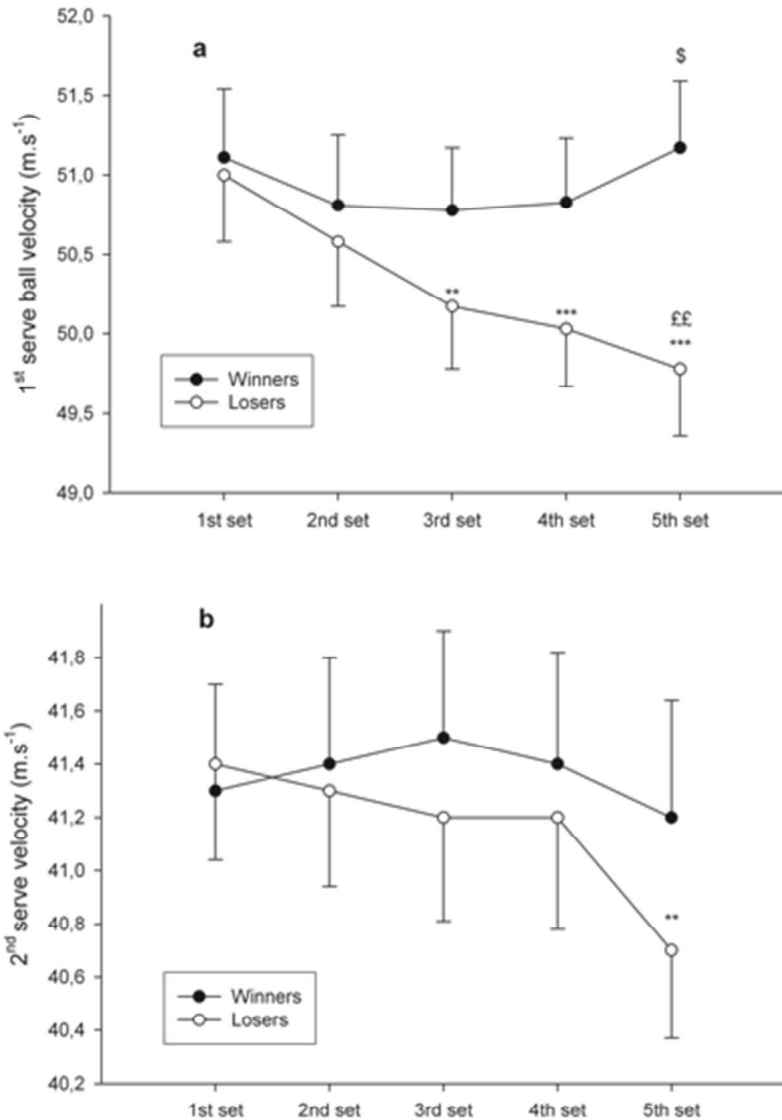 52,0
a
$
51,5
51,0
50,5
50,0
49,5
49,0
1st serve ball velocity (m.s-1)
**
***
££
***
Winners
Losers
1st set 2nd set 3rd set 4th set 5th set
b
41,8
41,6
41,4
41,2
41,0
40,8
40,6
40,4
40,2
2nd serve velocity (m.s-1)
**
Winners
Losers
1st set 2nd set 3rd set 4th set 5th set